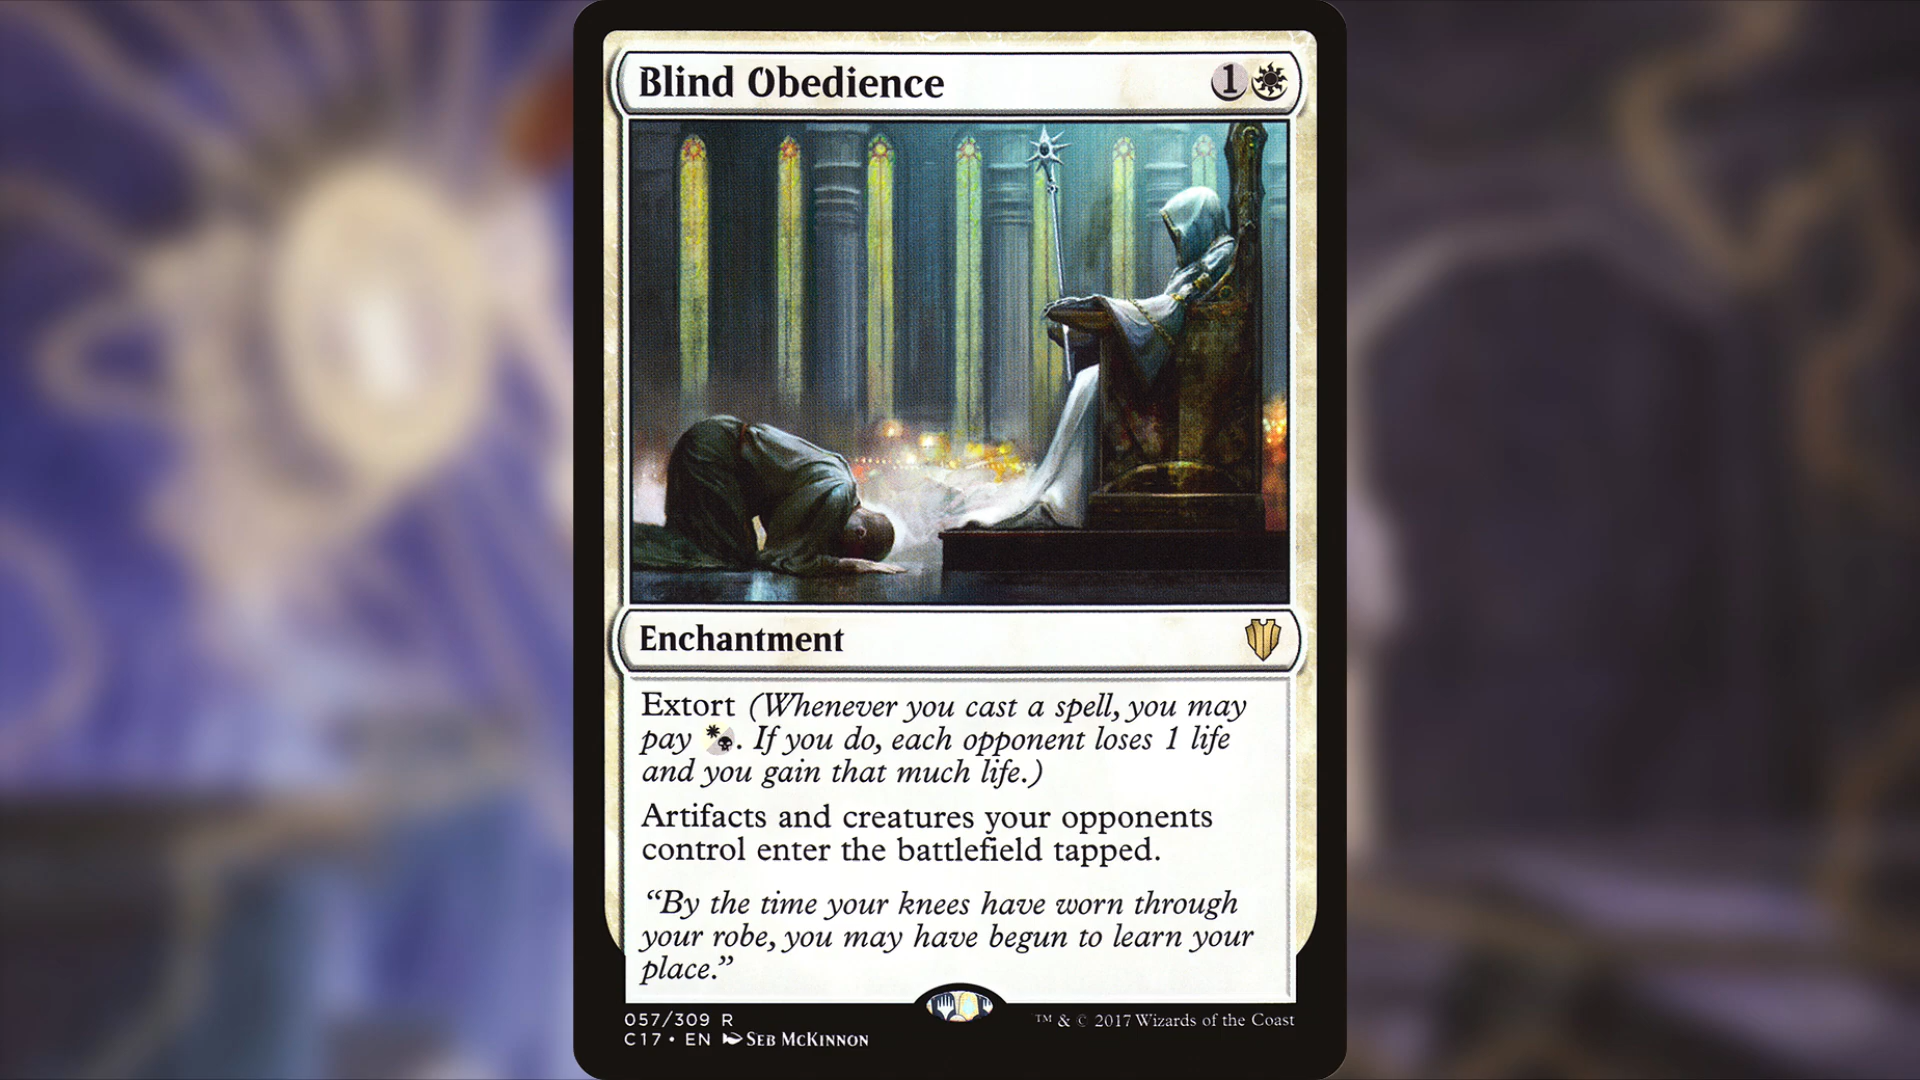 Blind Obedience 1
Enchantment
Extort (Whenever you cast a spell, you may
pay . If you do, each opponent loses 1 life
and you gain that much life.)
Artifacts and creatures your opponents
control enter the battlefield tapped.
“By the time your knees have worn through
your robe, you may have begun to learn your
place.”
057/309 R
C17 • EN Seb McKinnon
™ & © 2017 Wizards of the Coast